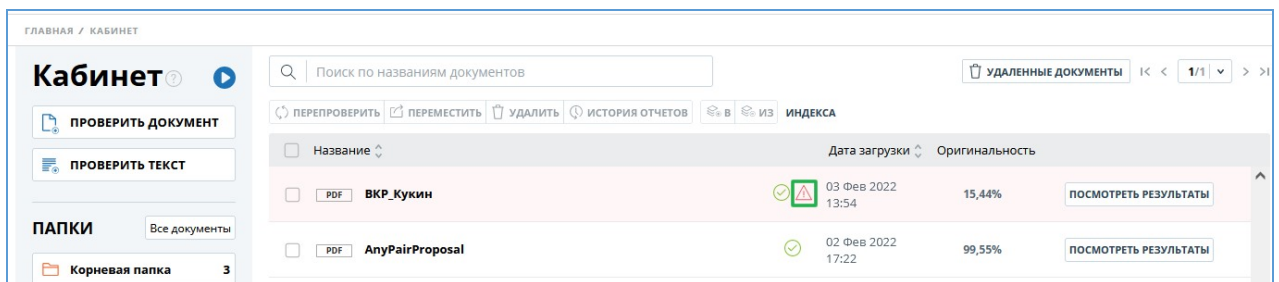 ГЛАВНАЯ / КАБИНЕТ
Кабинет ?
ПРОВЕРИТЬ ДОКУМЕНТ
ПРОВЕРИТЬ ТЕКСТ
ПАПКИ Все документы
Корневая папка 3
Поиск по названиям документов
УДАЛЕННЫЕ ДОКУМЕНТЫ |< < 1/1 > >|
ПЕРЕПРОВЕРИТЬ ПЕРЕМЕСТИТЬ УДАЛИТЬ ИСТОРИЯ ОТЧЕТОВ В ИЗ ИНДЕКСА
Название Дата загрузки Оригинальность
PDF ВКР_Кукин 03 Фев 2022 15,44% ПОСМОТРЕТЬ РЕЗУЛЬТАТЫ
13:54
PDF AnyPairProposal 02 Фев 2022 99,55% ПОСМОТРЕТЬ РЕЗУЛЬТАТЫ
17:22